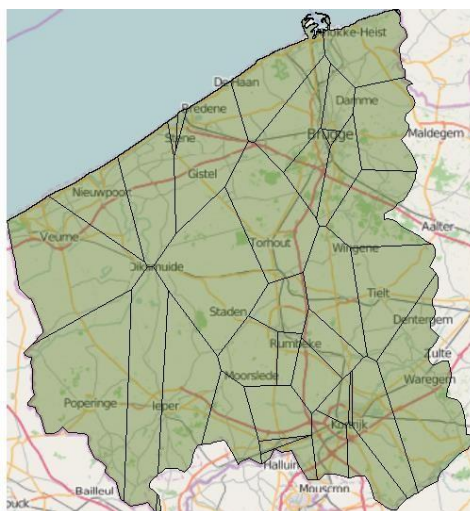 Knokke-Heist
De Haan
Damme
Bredene
Brugge
Maldegem
Stene
Gistel
Nieuwpoort
Aalter
Veurne
Torhout
Wingene
Diksmuide
Tielt
Staden
Dentergem
Rumbeke
Zulte
Moorslede
Waregem
Poperinge
Ieper
Kortrijk
Halluin
Bailleul
Mouscron